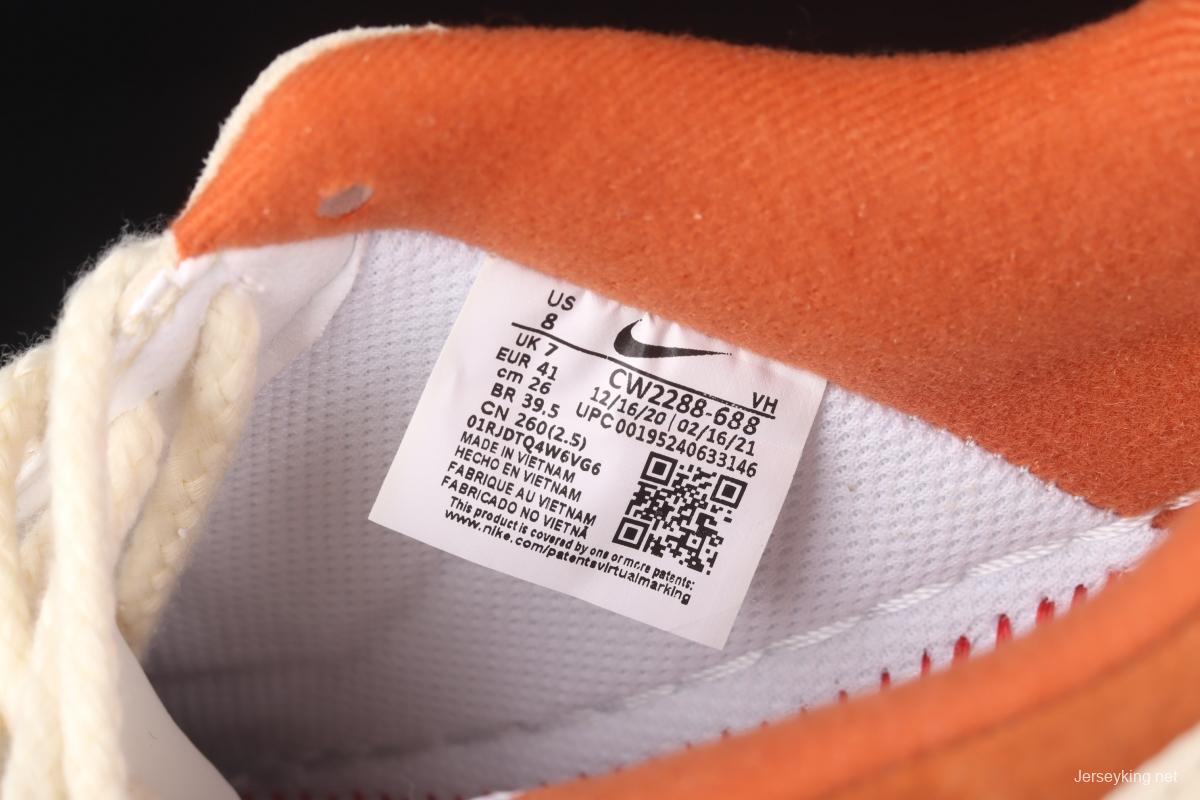 US
8
UK 7
EUR 41
cm 26
BR 39.5
CN 260(2.5)
01RJDTQ4W6VG6
MADE IN VIETNAM
HECHO EN VIETNAM
FABRIQUE AU VIETNAM
FABRICADO NO VIETNÃ
This product is covered by one or more patents:
www.nike.com/patentsvirtualmarking
VH
CW2288-688
12/16/20 | 02/16/21
UPC 00195240633146
Jerseyking.net